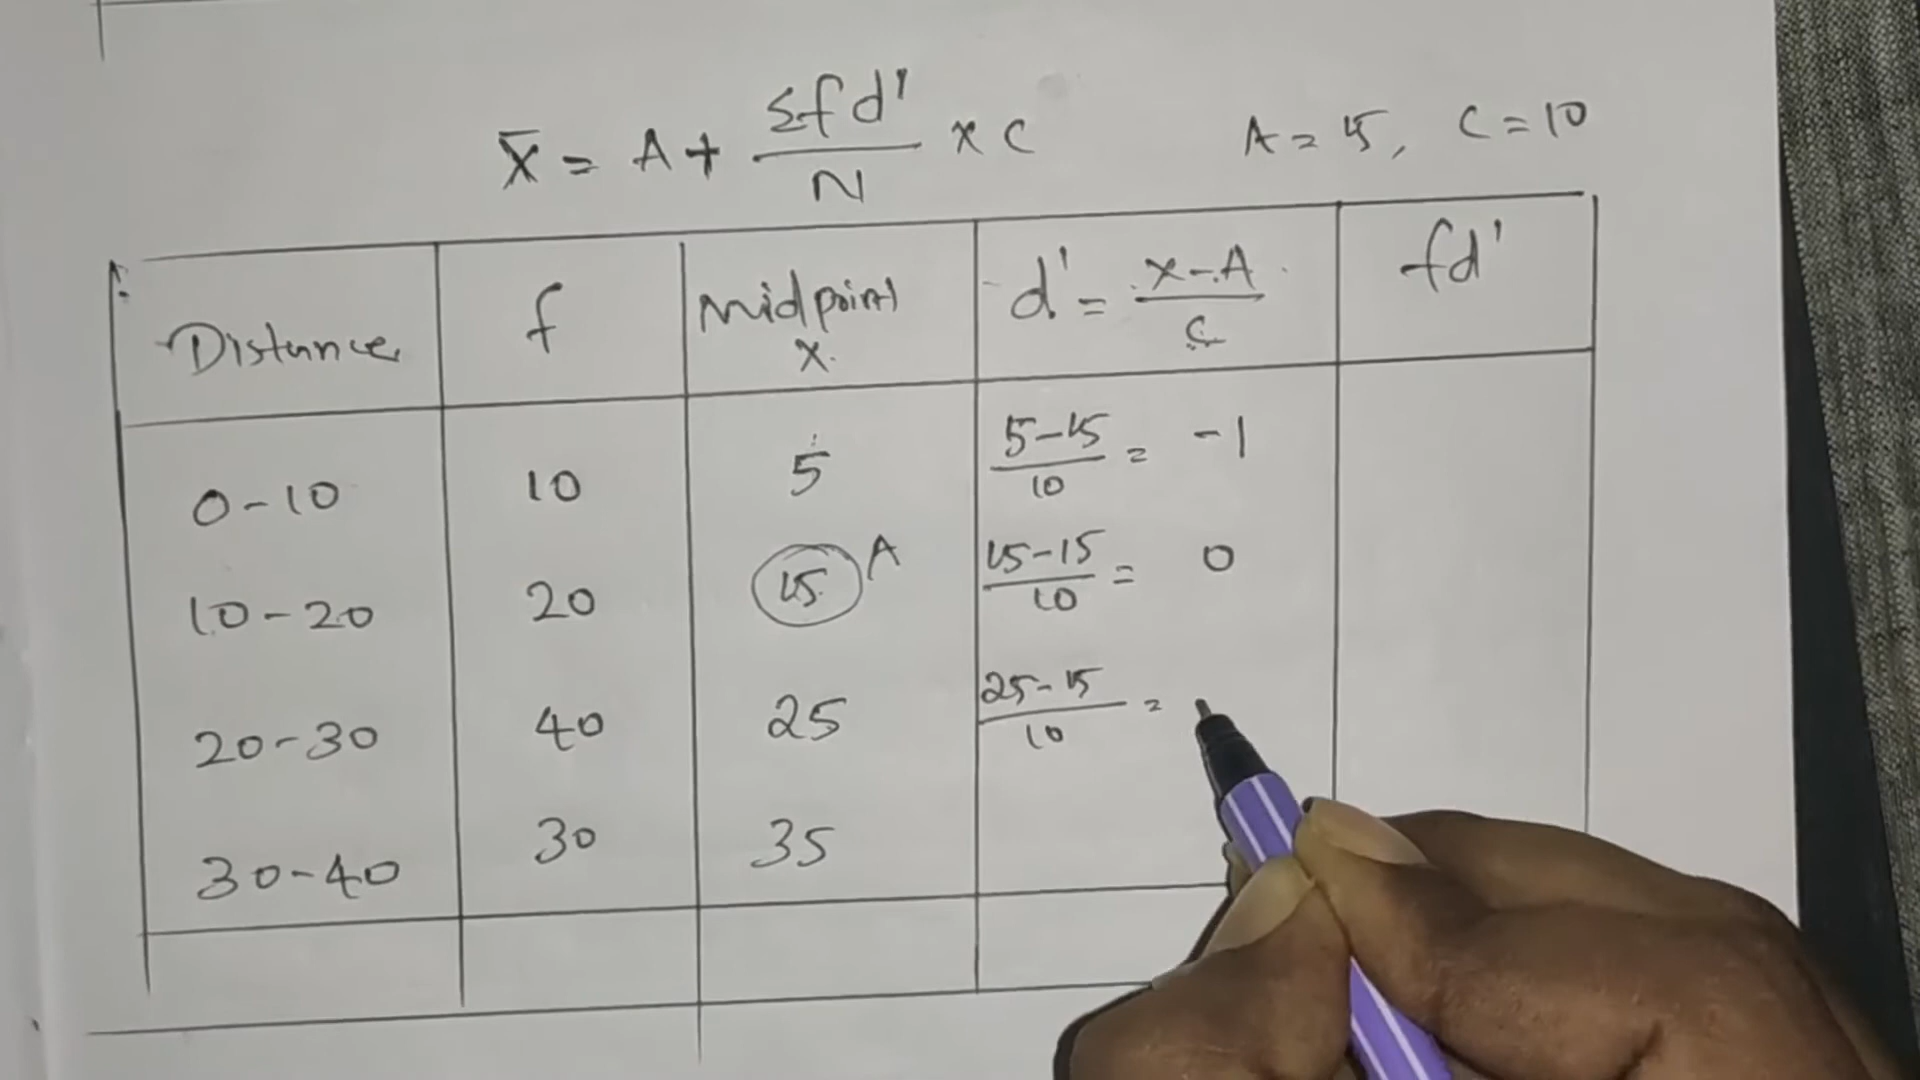 X̄ = A + Σfd' / N × C A = 15, C = 10
Distance f Midpoint x d' = x - A / c fd'
0-10 10 5 5-15 / 10 = -1
10-20 20 15 A 15-15 / 10 = 0
20-30 40 25 25-15 / 10 =
30-40 30 35